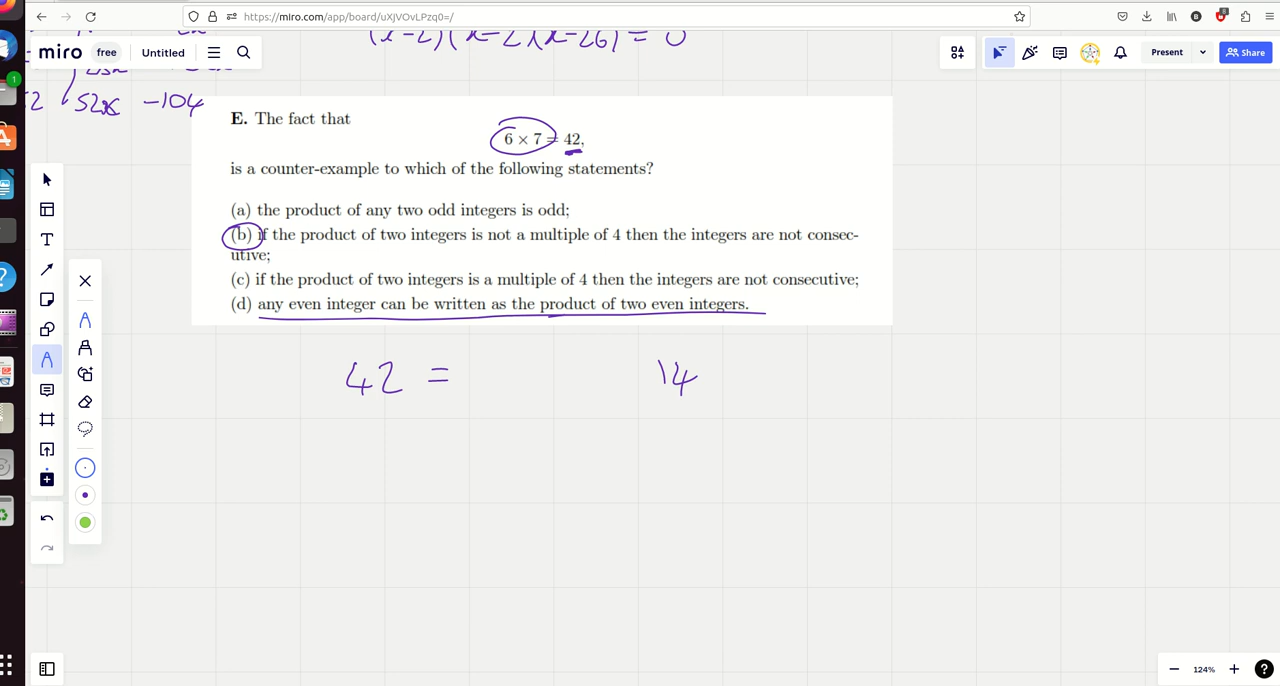 https://miro.com/app/board/uXjVOvLPzq0=/
(x-2)(x-2)(x-26) = 0
miro free Untitled
Present Share
52x -104
E. The fact that
6 × 7 = 42,
is a counter-example to which of the following statements?
(a) the product of any two odd integers is odd;
(b) if the product of two integers is not a multiple of 4 then the integers are not consec-
utive;
(c) if the product of two integers is a multiple of 4 then the integers are not consecutive;
(d) any even integer can be written as the product of two even integers.
42 = 14
124%